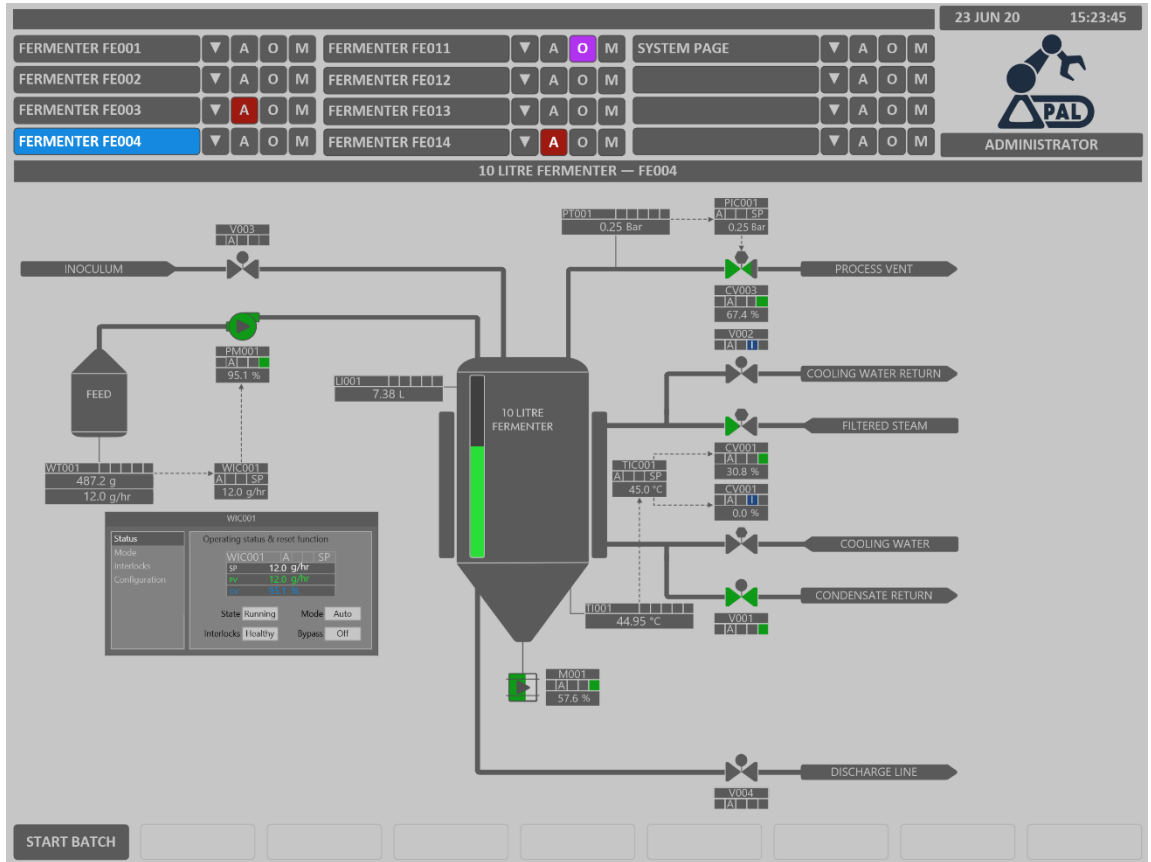 23 JUN 20 15:23:45
FERMENTER FE001 ▼ A O M FERMENTER FE011 ▼ A O M SYSTEM PAGE ▼ A O M
FERMENTER FE002 ▼ A O M FERMENTER FE012 ▼ A O M ▼ A O M
FERMENTER FE003 ▼ A O M FERMENTER FE013 ▼ A O M ▼ A O M
FERMENTER FE004 ▼ A O M FERMENTER FE014 ▼ A O M ▼ A O M
PAL
ADMINISTRATOR
10 LITRE FERMENTER — FE004
PIC001
A SP
0.25 Bar
PT001
0.25 Bar
V003
A
INOCULUM
PROCESS VENT
CV003
A
67.4 %
V002
A I
PM001
A
95.1 %
COOLING WATER RETURN
LI001
7.38 L
FEED
10 LITRE
FERMENTER
FILTERED STEAM
CV001
A
30.8 %
TIC001
A SP
45.0 °C
WT001
487.2 g
12.0 g/hr
WIC001
A SP
12.0 g/hr
CV001
A I
0.0 %
WIC001
Status
Mode
Interlocks
Configuration
Operating status & reset function
WIC001 A SP
SP 12.0 g/hr
PV 12.0 g/hr
95.1 %
State Running Mode Auto
Interlocks Healthy Bypass Off
COOLING WATER
CONDENSATE RETURN
TI001
44.95 °C
V001
A
M001
A
57.6 %
DISCHARGE LINE
V004
A
START BATCH